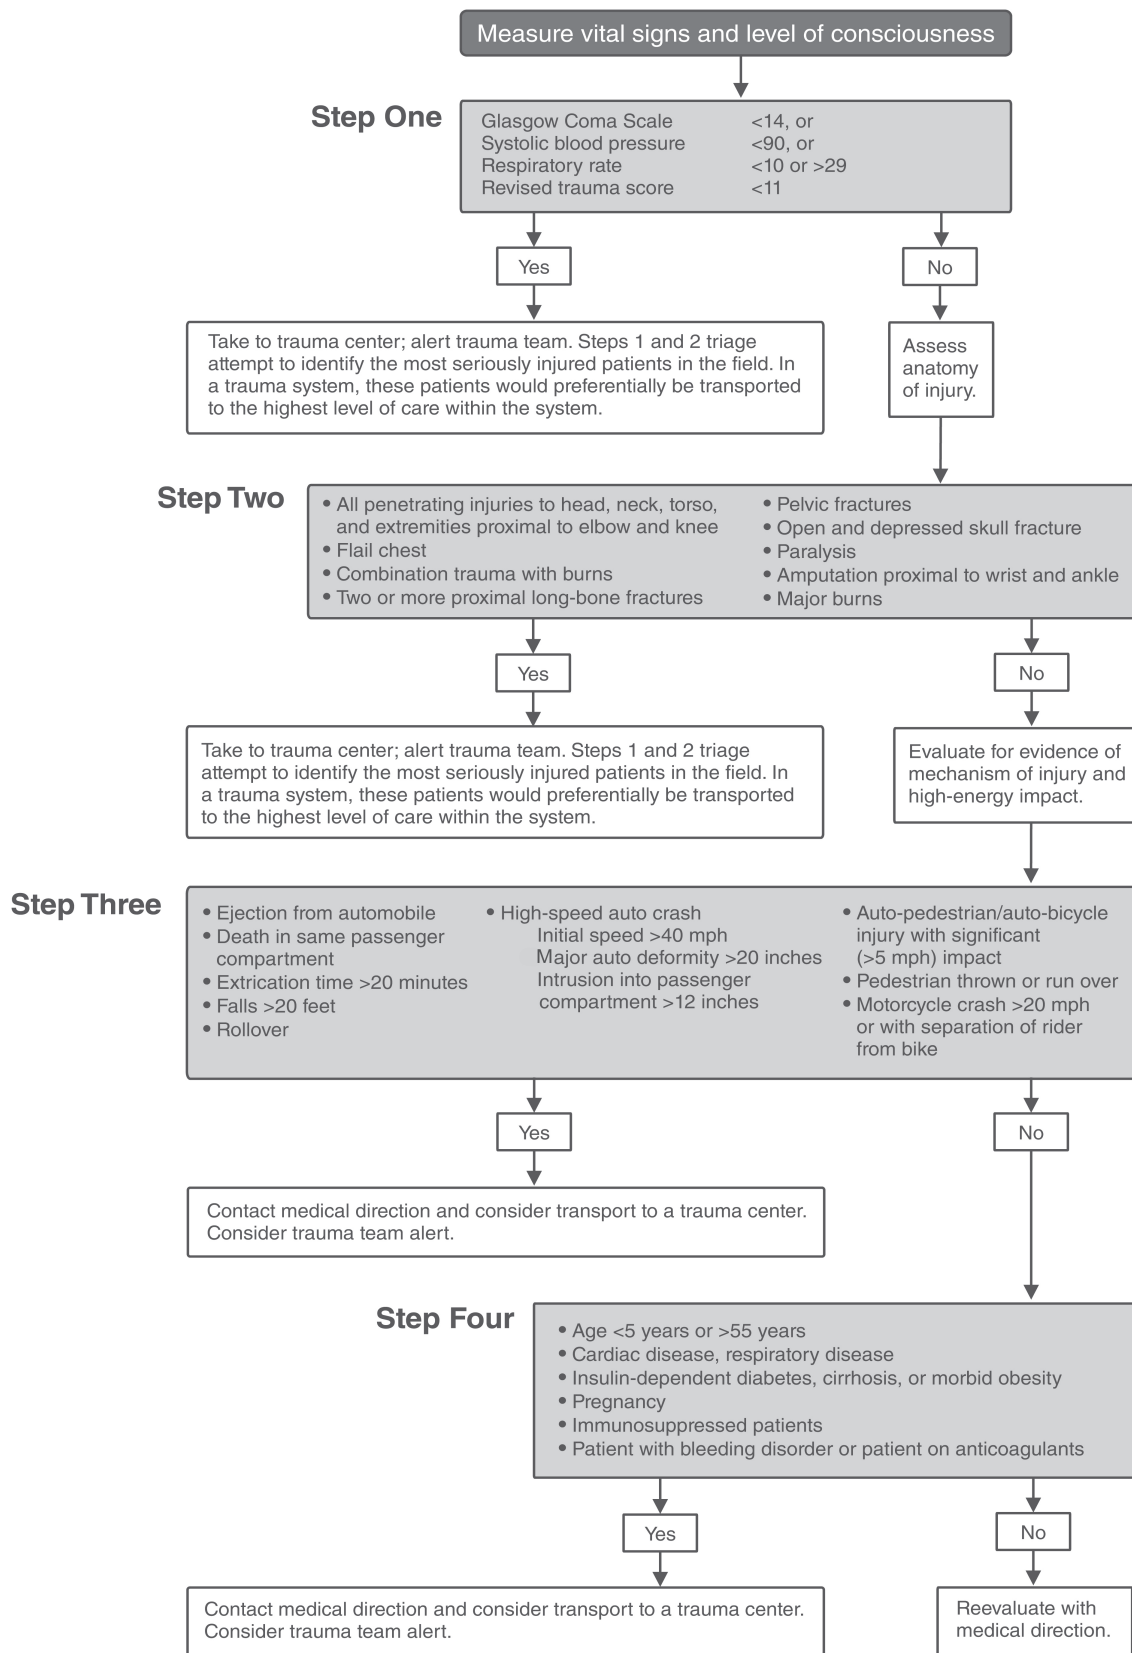 Measure vital signs and level of consciousness
Step One
Glasgow Coma Scale <14, or
Systolic blood pressure <90, or
Respiratory rate <10 or >29
Revised trauma score <11
Yes
No
Take to trauma center; alert trauma team. Steps 1 and 2 triage
attempt to identify the most seriously injured patients in the field. In
a trauma system, these patients would preferentially be transported
to the highest level of care within the system.
Assess
anatomy
of injury.
Step Two
• All penetrating injuries to head, neck, torso,
and extremities proximal to elbow and knee
• Flail chest
• Combination trauma with burns
• Two or more proximal long-bone fractures
• Pelvic fractures
• Open and depressed skull fracture
• Paralysis
• Amputation proximal to wrist and ankle
• Major burns
Yes
No
Take to trauma center; alert trauma team. Steps 1 and 2 triage
attempt to identify the most seriously injured patients in the field. In
a trauma system, these patients would preferentially be transported
to the highest level of care within the system.
Evaluate for evidence of
mechanism of injury and
high-energy impact.
Step Three
• Ejection from automobile
• Death in same passenger
compartment
• Extrication time >20 minutes
• Falls >20 feet
• Rollover
• High-speed auto crash
Initial speed >40 mph
Major auto deformity >20 inches
Intrusion into passenger
compartment >12 inches
• Auto-pedestrian/auto-bicycle
injury with significant
(>5 mph) impact
• Pedestrian thrown or run over
• Motorcycle crash >20 mph
or with separation of rider
from bike
Yes
No
Contact medical direction and consider transport to a trauma center.
Consider trauma team alert.
Step Four
• Age <5 years or >55 years
• Cardiac disease, respiratory disease
• Insulin-dependent diabetes, cirrhosis, or morbid obesity
• Pregnancy
• Immunosuppressed patients
• Patient with bleeding disorder or patient on anticoagulants
Yes
No
Contact medical direction and consider transport to a trauma center.
Consider trauma team alert.
Reevaluate with
medical direction.